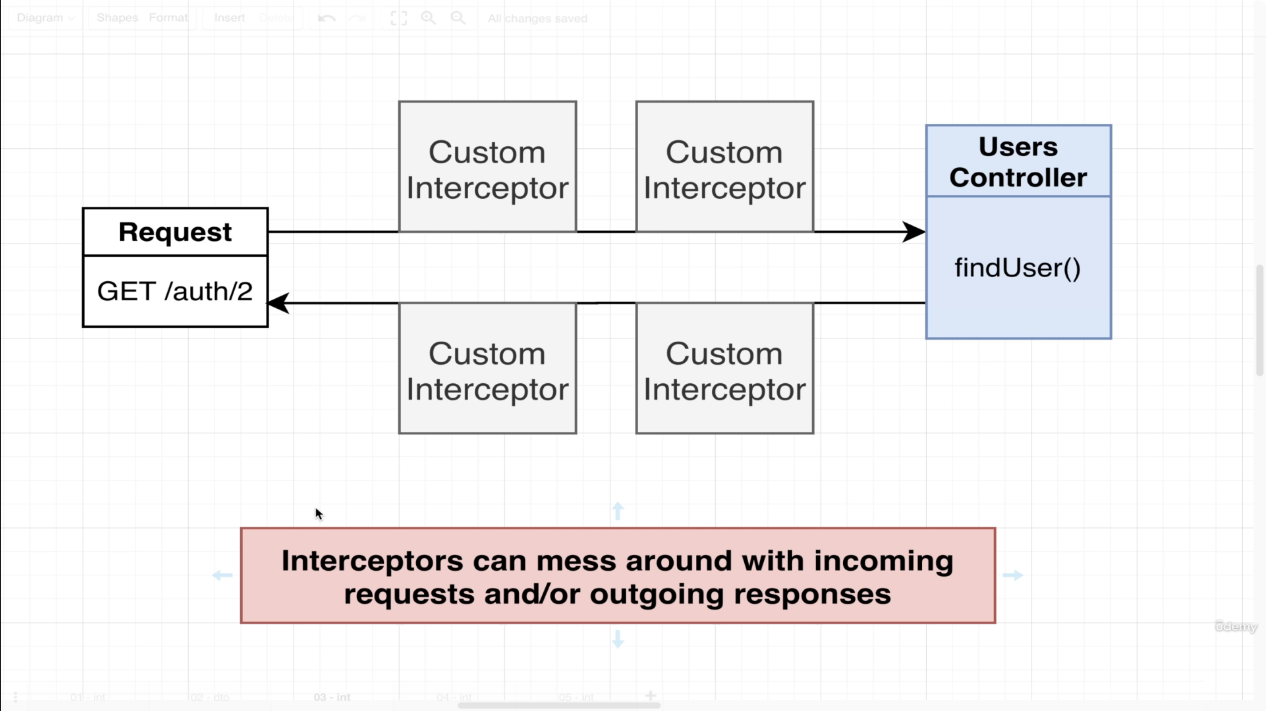 Diagram Shapes Format Insert Delete All changes saved
Custom
Interceptor
Custom
Interceptor
Users
Controller
Request
GET /auth/2
findUser()
Custom
Interceptor
Custom
Interceptor
Interceptors can mess around with incoming
requests and/or outgoing responses
ûdemy
01 - int 02 - dto 03 - int 04 - int 05 - int